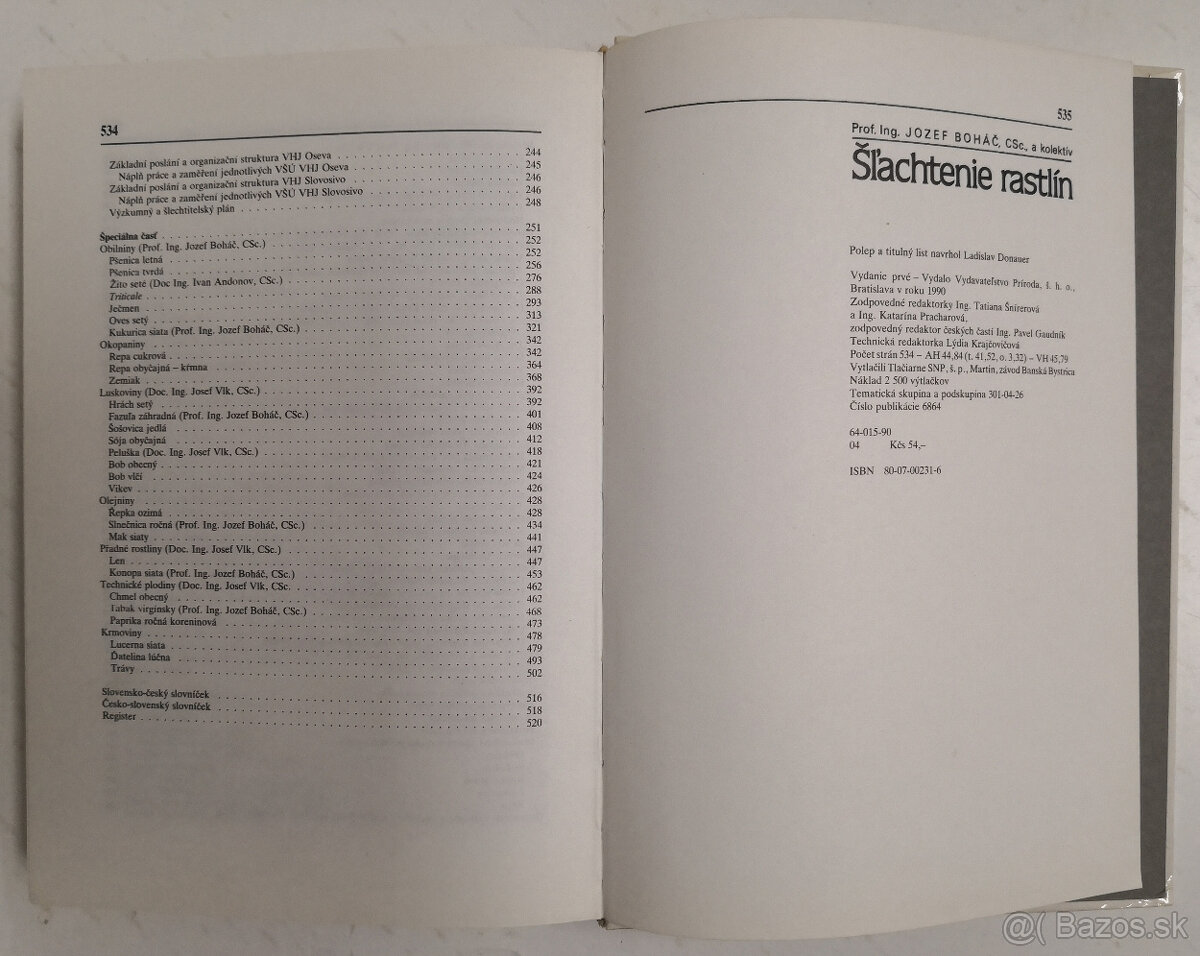 534
Základní poslání a organizační struktura VHJ Oseva . . . 244
Náplň práce a zaměření jednotlivých VŠÚ VHJ Oseva . . . 245
Základní poslání a organizační struktura VHJ Slovosivo . . . 246
Náplň práce a zaměření jednotlivých VŠÚ VHJ Slovosivo . . . 246
Výzkumný a šlechtitelský plán . . . 248
Špeciálna časť . . . 251
Obilniny (Prof. Ing. Jozef Boháč, CSc.) . . . 252
Pšenica letná . . . 252
Pšenica tvrdá . . . 256
Žito seté (Doc Ing. Ivan Andonov, CSc.) . . . 276
Triticale . . . 288
Ječmen . . . 293
Oves setý . . . 313
Kukurica siata (Prof. Ing. Jozef Boháč, CSc.) . . . 321
Okopaniny . . . 342
Repa cukrová . . . 342
Repa obyčajná – kŕmna . . . 364
Zemiak . . . 368
Luskoviny (Doc. Ing. Josef Vlk, CSc.) . . . 392
Hrách setý . . . 392
Fazuľa záhradná (Prof. Ing. Jozef Boháč, CSc.) . . . 401
Šošovica jedlá . . . 408
Sója obyčajná . . . 412
Peluška (Doc. Ing. Josef Vlk, CSc.) . . . 418
Bob obecný . . . 421
Bob vlčí . . . 424
Vikev . . . 426
Olejniny . . . 428
Řepka ozimá . . . 428
Slnečnica ročná (Prof. Ing. Jozef Boháč, CSc.) . . . 434
Mak siaty . . . 441
Přadné rostliny (Doc. Ing. Josef Vlk, CSc.) . . . 447
Len . . . 447
Konopa siata (Prof. Ing. Jozef Boháč, CSc.) . . . 453
Technické plodiny (Doc. Ing. Josef Vlk, CSc. . . . 462
Chmel obecný . . . 462
Tabak virgínsky (Prof. Ing. Jozef Boháč, CSc.) . . . 468
Paprika ročná koreninová . . . 473
Krmoviny . . . 478
Lucerna siata . . . 479
Ďatelina lúčna . . . 493
Trávy . . . 502
Slovensko-český slovníček . . . 516
Česko-slovenský slovníček . . . 518
Register . . . 520
535
Prof. Ing. JOZEF BOHÁČ, CSc., a kolektív
Šľachtenie rastlín
Polep a titulný list navrhol Ladislav Donauer
Vydanie prvé – Vydalo Vydavateľstvo Príroda, š. h. o.,
Bratislava v roku 1990
Zodpovedné redaktorky Ing. Tatiana Šnirerová
a Ing. Katarína Pracharová,
zodpovedný redaktor českých častí Ing. Pavel Gaudník
Technická redaktorka Lýdia Krajčovičová
Počet strán 534 – AH 44,84 (t. 41,52, o. 3,32) – VH 45,79
Vytlačili Tlačiarne SNP, š. p., Martin, závod Banská Bystrica
Náklad 2 500 výtlačkov
Tematická skupina a podskupina 301-04-26
Číslo publikácie 6864
64-015-90
04 Kčs 54,–
ISBN 80-07-00231-6
@( Bazos.sk